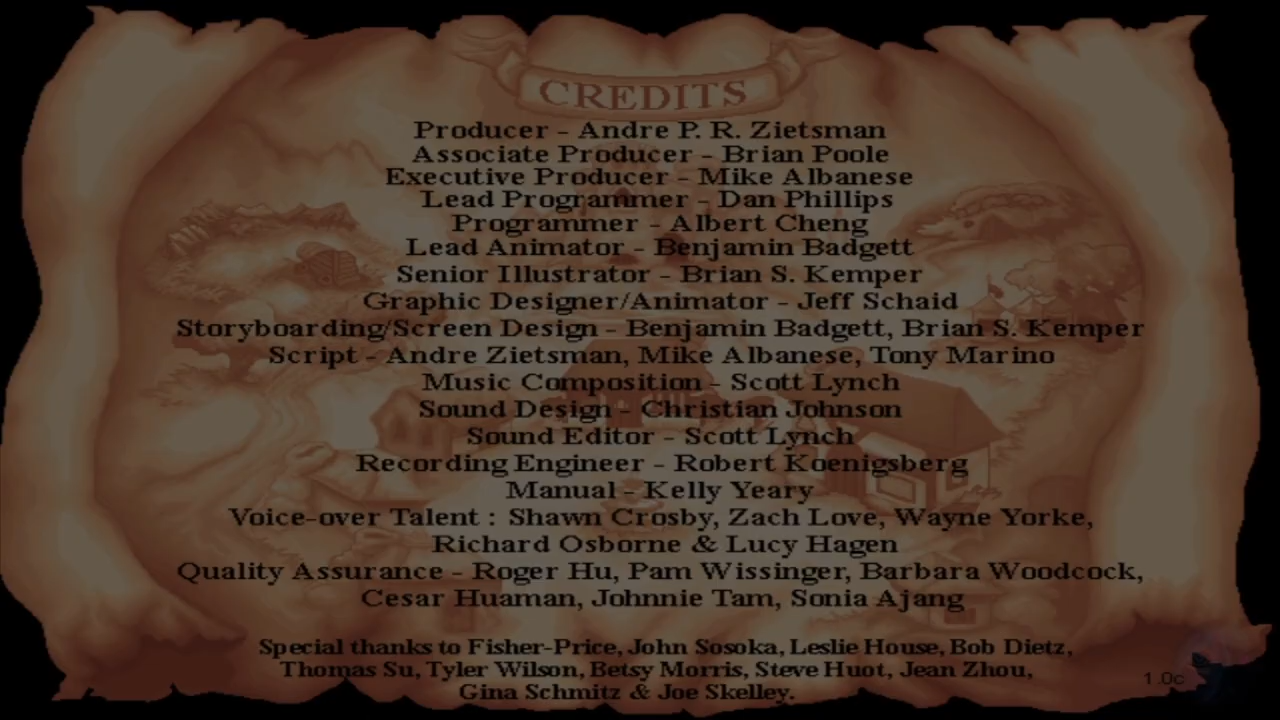 CREDITS
Producer - Andre P. R. Zietsman
Associate Producer - Brian Poole
Executive Producer - Mike Albanese
Lead Programmer - Dan Phillips
Programmer - Albert Cheng
Lead Animator - Benjamin Badgett
Senior Illustrator - Brian S. Kemper
Graphic Designer/Animator - Jeff Schaid
Storyboarding/Screen Design - Benjamin Badgett, Brian S. Kemper
Script - Andre Zietsman, Mike Albanese, Tony Marino
Music Composition - Scott Lynch
Sound Design - Christian Johnson
Sound Editor - Scott Lynch
Recording Engineer - Robert Koenigsberg
Manual - Kelly Yeary
Voice-over Talent : Shawn Crosby, Zach Love, Wayne Yorke,
Richard Osborne & Lucy Hagen
Quality Assurance - Roger Hu, Pam Wissinger, Barbara Woodcock,
Cesar Huaman, Johnnie Tam, Sonia Ajang
Special thanks to Fisher-Price, John Sosoka, Leslie House, Bob Dietz,
Thomas Su, Tyler Wilson, Betsy Morris, Steve Huot, Jean Zhou,
Gina Schmitz & Joe Skelley.
1.0c